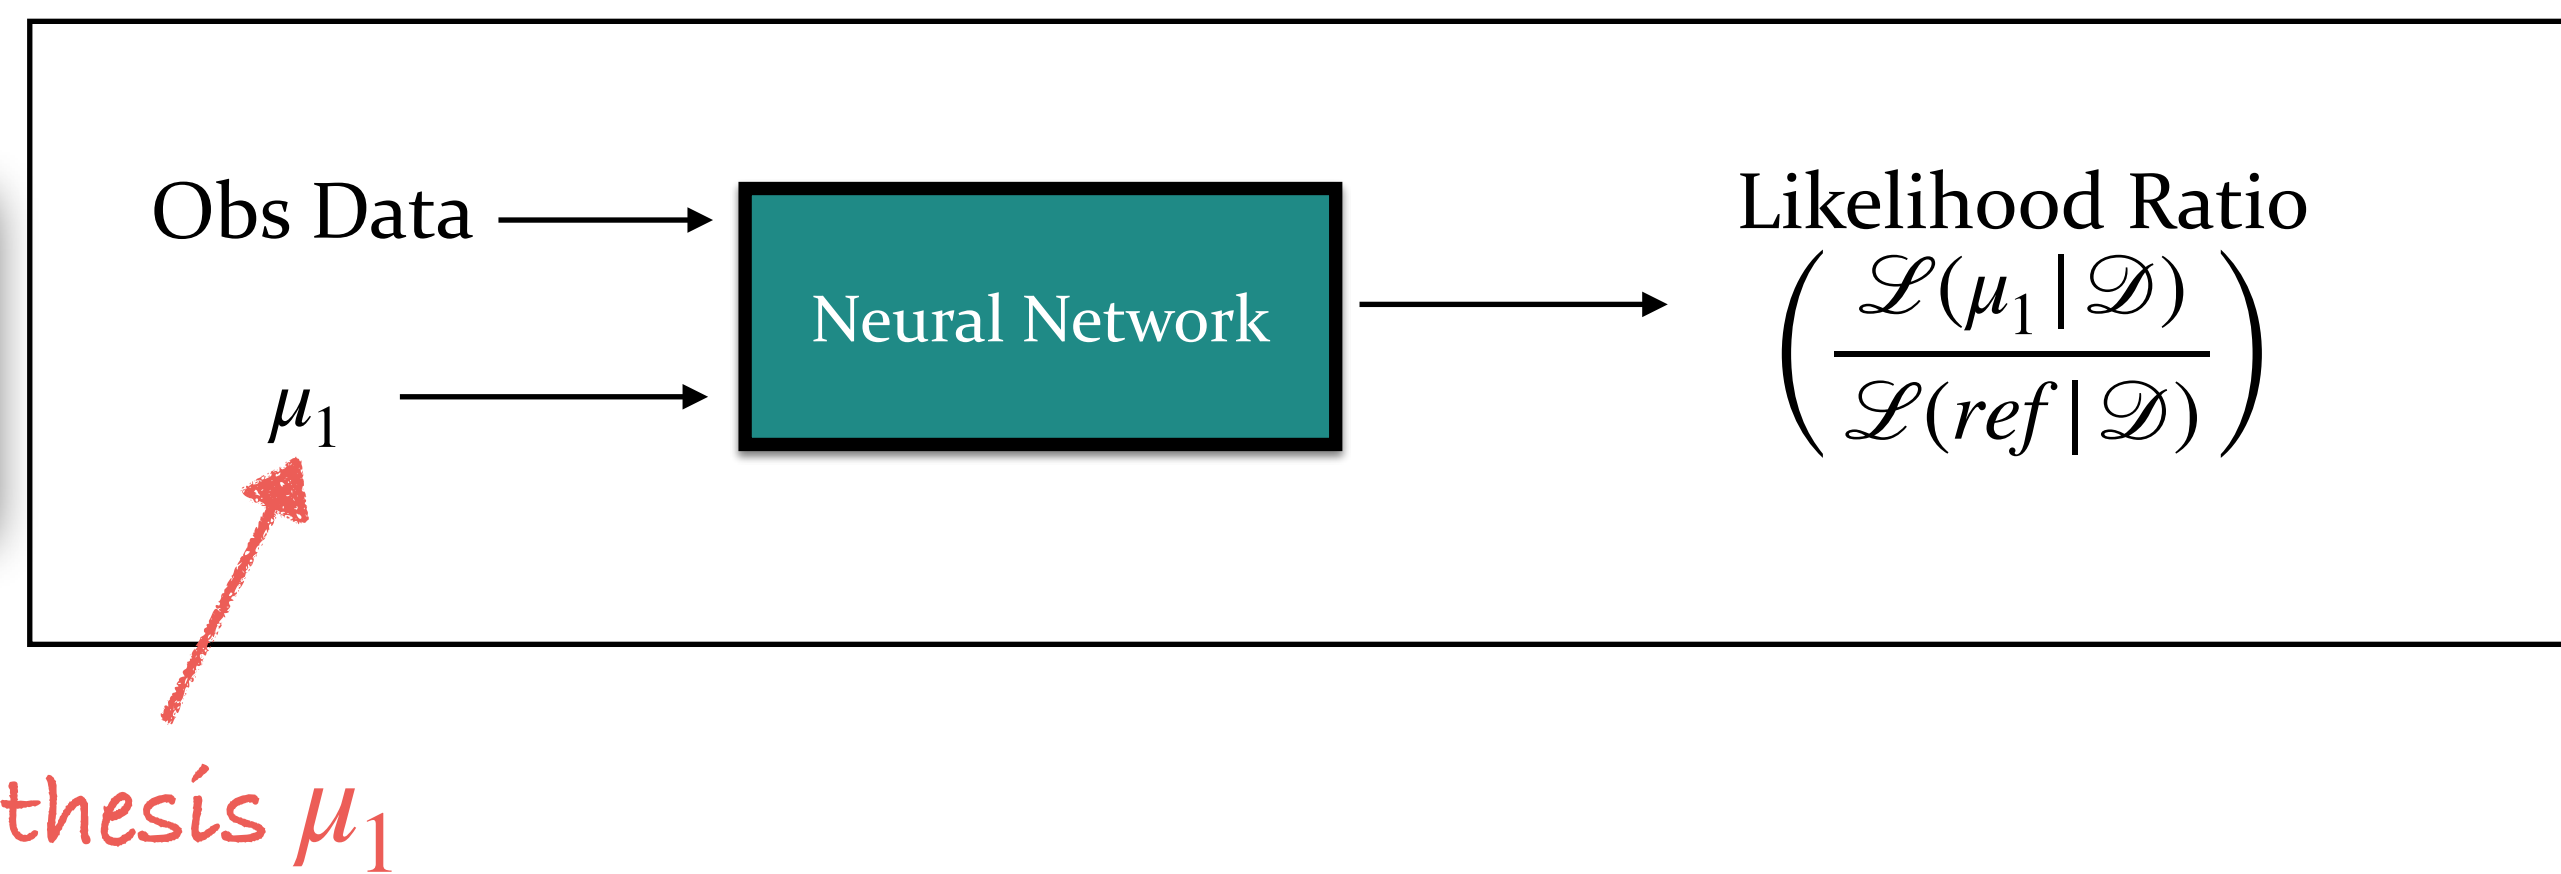 Obs Data
μ₁
Neural Network
Likelihood Ratio
(ℒ(μ₁ | 𝒟) / ℒ(ref | 𝒟))
thesis μ₁